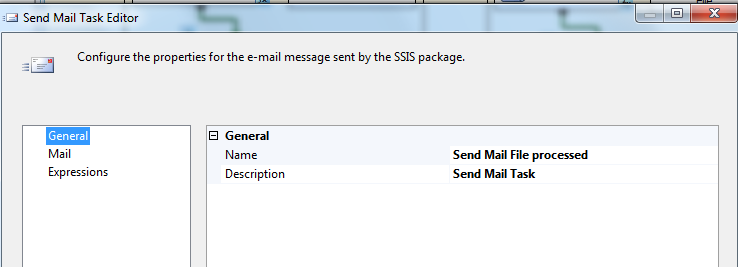 Send Mail Task Editor
Configure the properties for the e-mail message sent by the SSIS package.
General
Mail
Expressions
General
Name Send Mail File processed
Description Send Mail Task